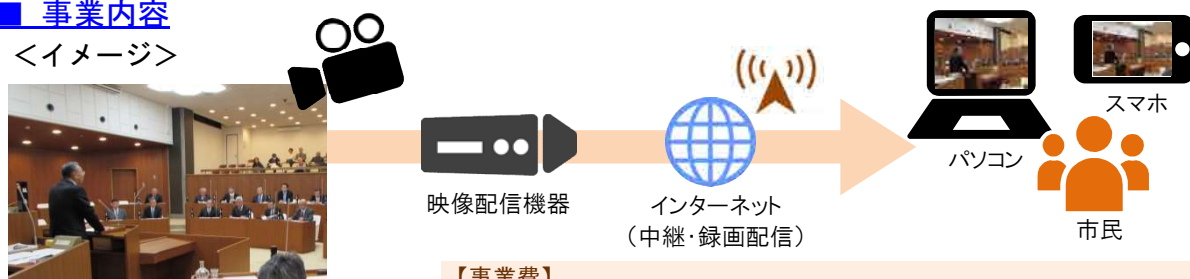 ■ 事業内容
<イメージ>
映像配信機器
インターネット
(中継・録画配信)
パソコン
スマホ
市民
【事業費】